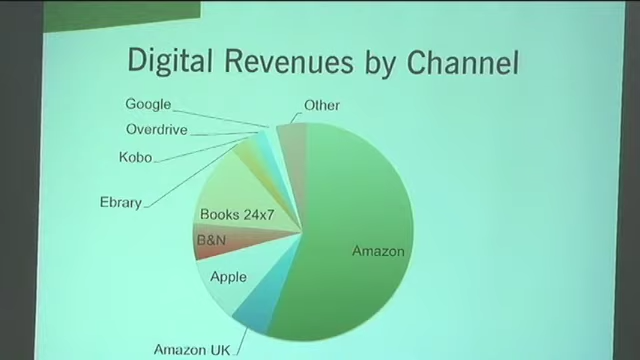 Digital Revenues by Channel
Google
Other
Overdrive
Kobo
Ebrary
Books 24x7
B&N
Amazon
Apple
Amazon UK